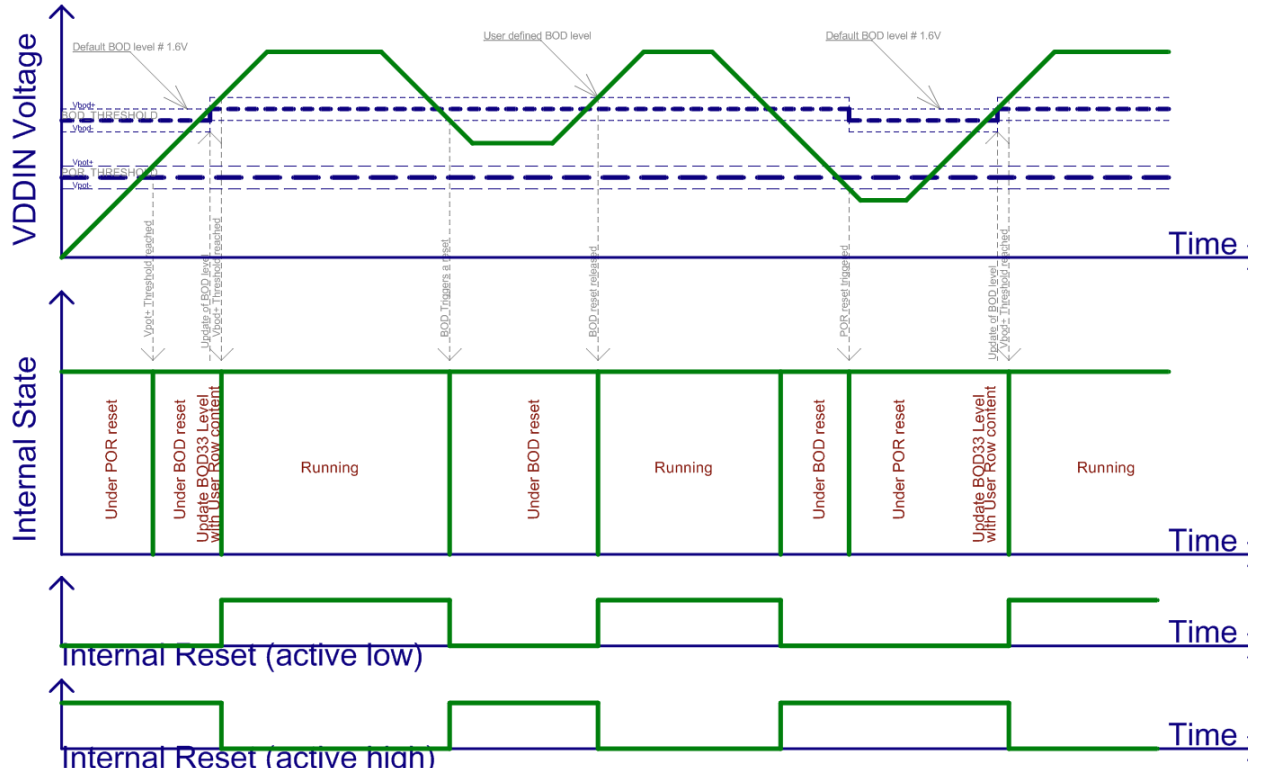 VDDIN Voltage
Default BOD level # 1.6V
User defined BOD level
Default BOD level # 1.6V
Vbod+
BOD THRESHOLD
Vbod-
Vpot+
POR THRESHOLD
Vpot-
Time
Vpot+ Threshold reached
Update of BOD level
Vbod+ Threshold reached
BOD Triggers a reset
BOD reset released
POR reset triggered
Update of BOD level
Vbod+ Threshold reached
Internal State
Under POR reset
Under BOD reset
Update BOD33 Level
with User Row content
Running
Under BOD reset
Running
Under BOD reset
Under POR reset
Update BOD33 Level
with User Row content
Running
Time
Time
Internal Reset (active low)
Time
Internal Reset (active high)